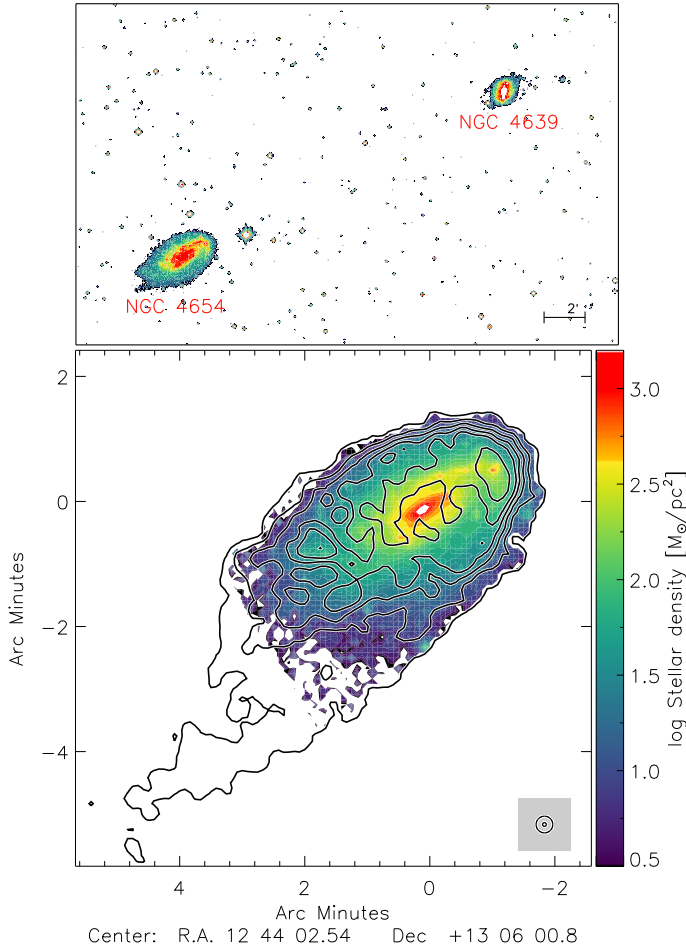 NGC 4639
NGC 4654
2'
2
0
−2
−4
Arc Minutes
4
2
0
−2
Arc Minutes
3.0
2.5
2.0
1.5
1.0
0.5
log Stellar density [M⊙/pc²]
Center: R.A. 12 44 02.54 Dec +13 06 00.8